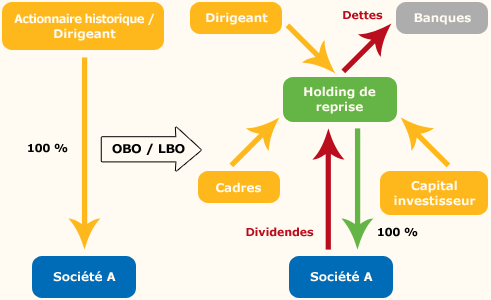 Actionnaire historique /
Dirigeant
100 %
Société A
OBO / LBO
Dirigeant
Dettes
Banques
Holding de
reprise
Cadres
Capital
investisseur
Dividendes
100 %
Société A